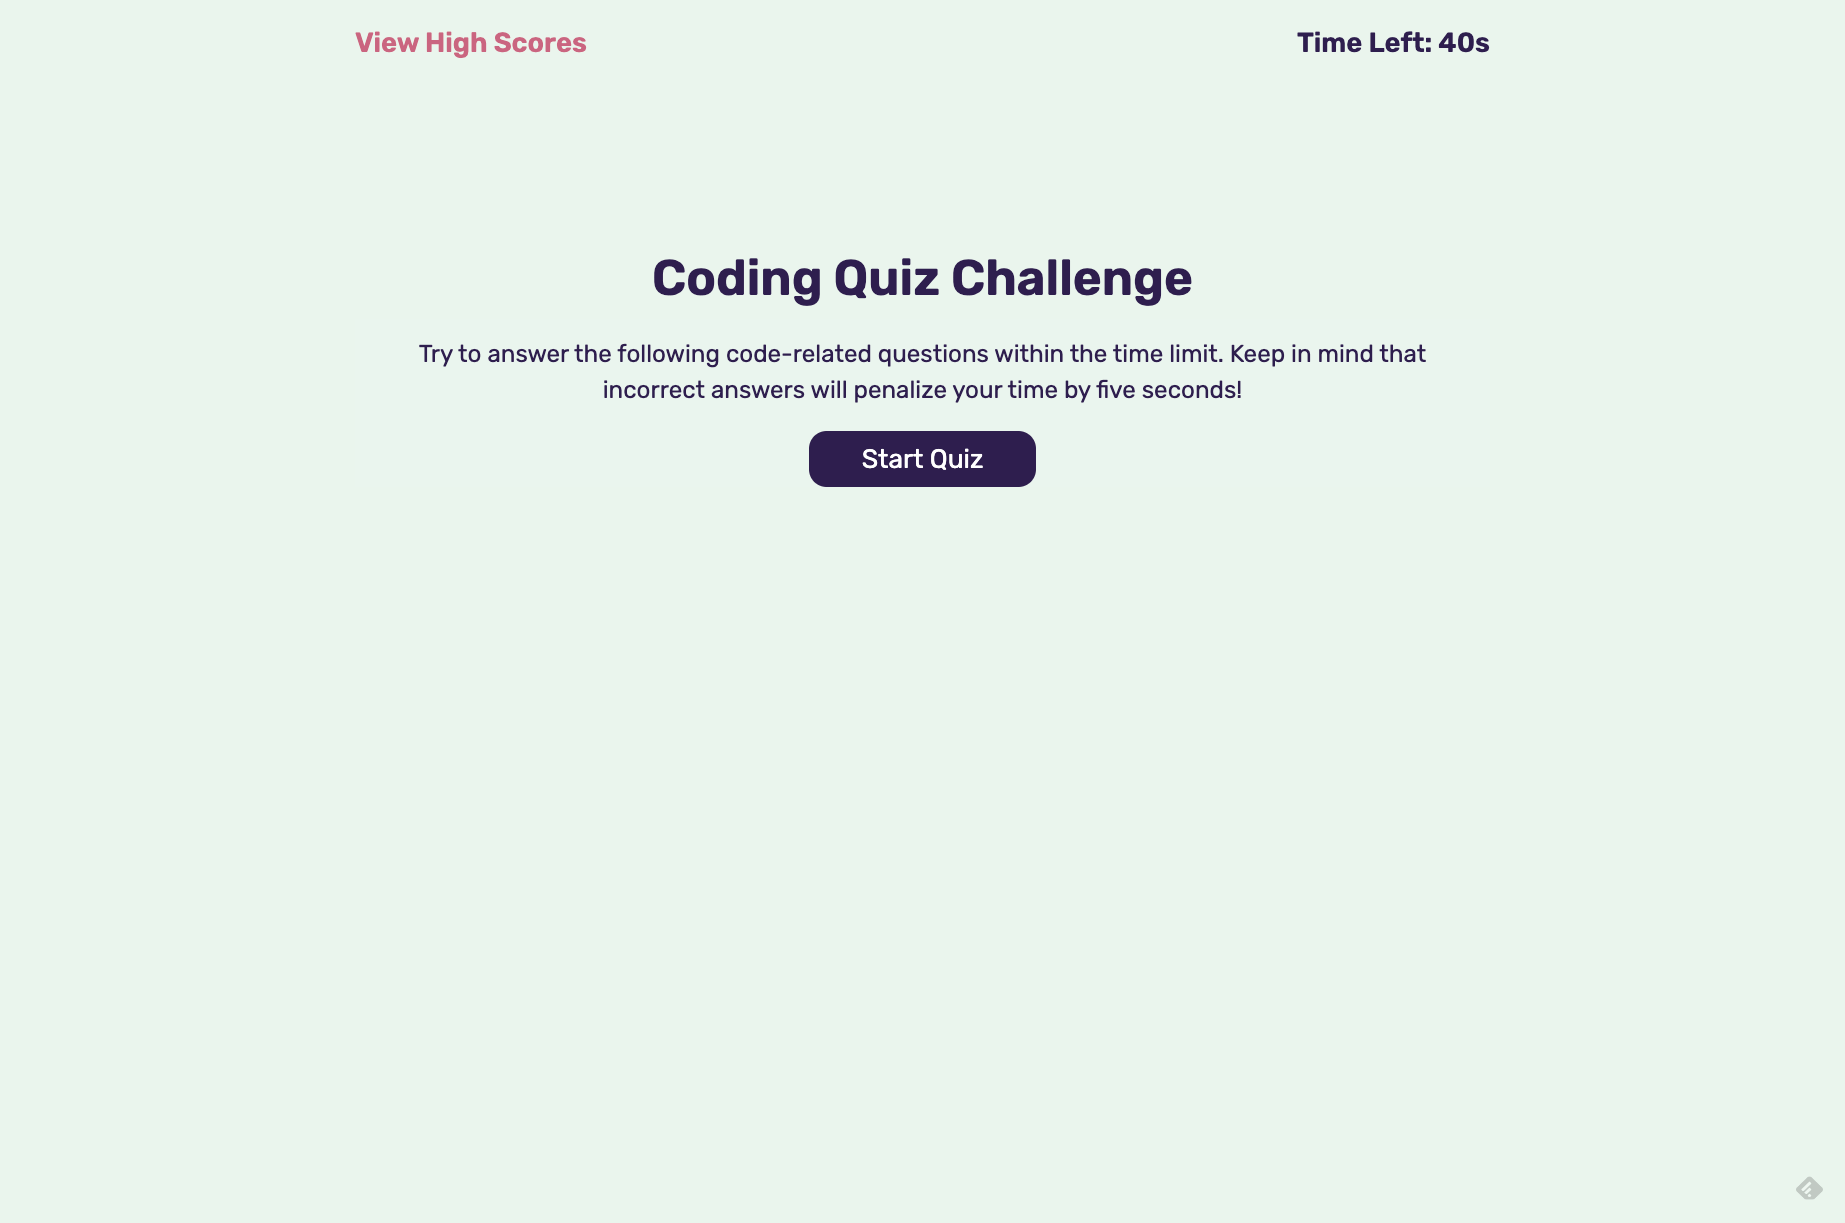 View High Scores
Time Left: 40s
Coding Quiz Challenge
Try to answer the following code-related questions within the time limit. Keep in mind that
incorrect answers will penalize your time by five seconds!
Start Quiz